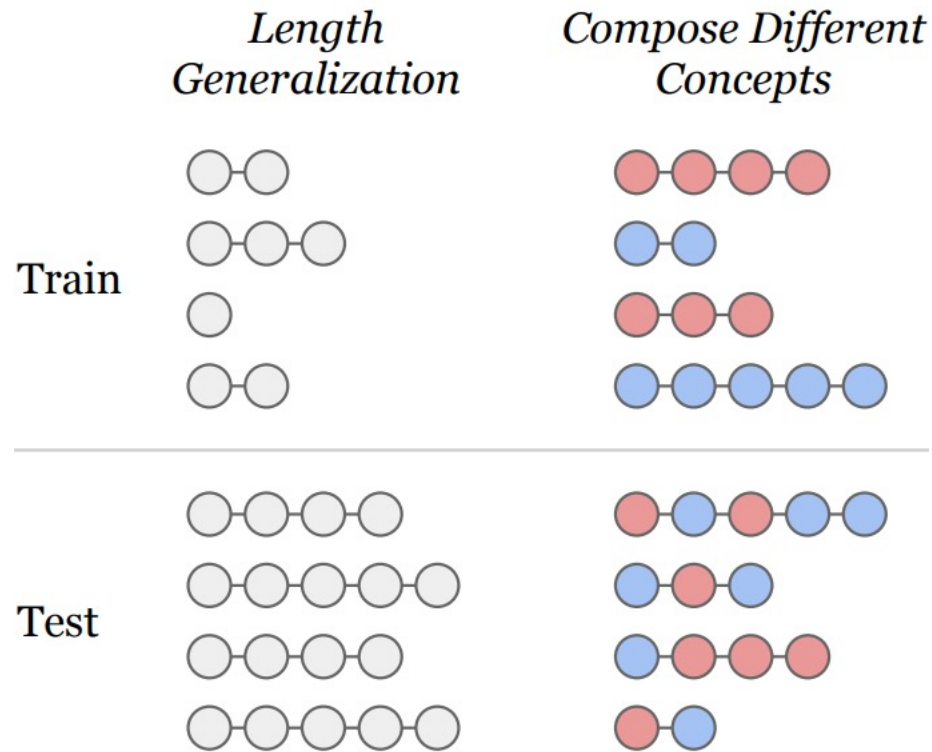 Length
Generalization
Compose Different
Concepts
Train
Test